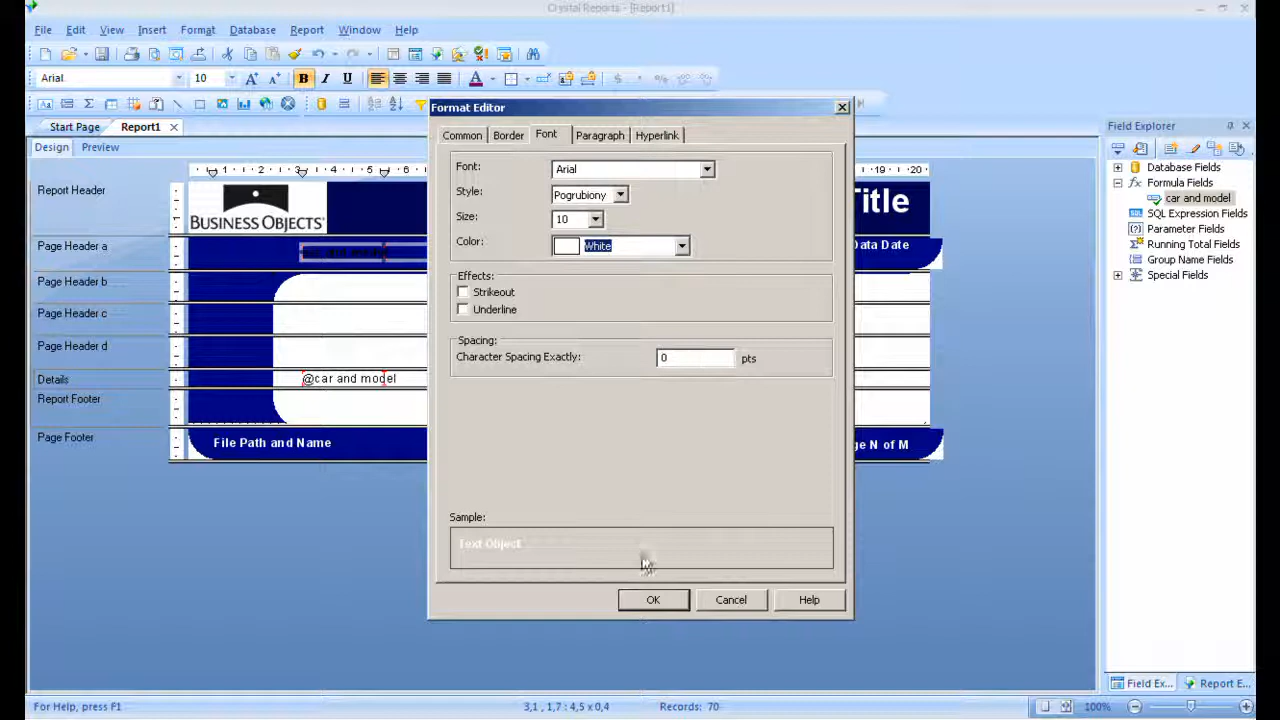 Crystal Reports - [Report1]
File Edit View Insert Format Database Report Window Help
Arial 10 B I U
Start Page Report1
Design Preview
Report Header
BUSINESS OBJECTS
Title
Page Header a
Data Date
Page Header b
Page Header c
Page Header d
Details
@car and model
Report Footer
Page Footer
File Path and Name
ge N of M
Format Editor
Common Border Font Paragraph Hyperlink
Font: Arial
Style: Pogrubiony
Size: 10
Color: White
Effects:
Strikeout
Underline
Spacing:
Character Spacing Exactly: 0 pts
Sample:
Text Object
OK Cancel Help
Field Explorer
Database Fields
Formula Fields
car and model
SQL Expression Fields
Parameter Fields
Running Total Fields
Group Name Fields
Special Fields
Field Ex... Report E...
For Help, press F1 3,1 , 1,7 : 4,5 x 0,4 Records: 70 100%